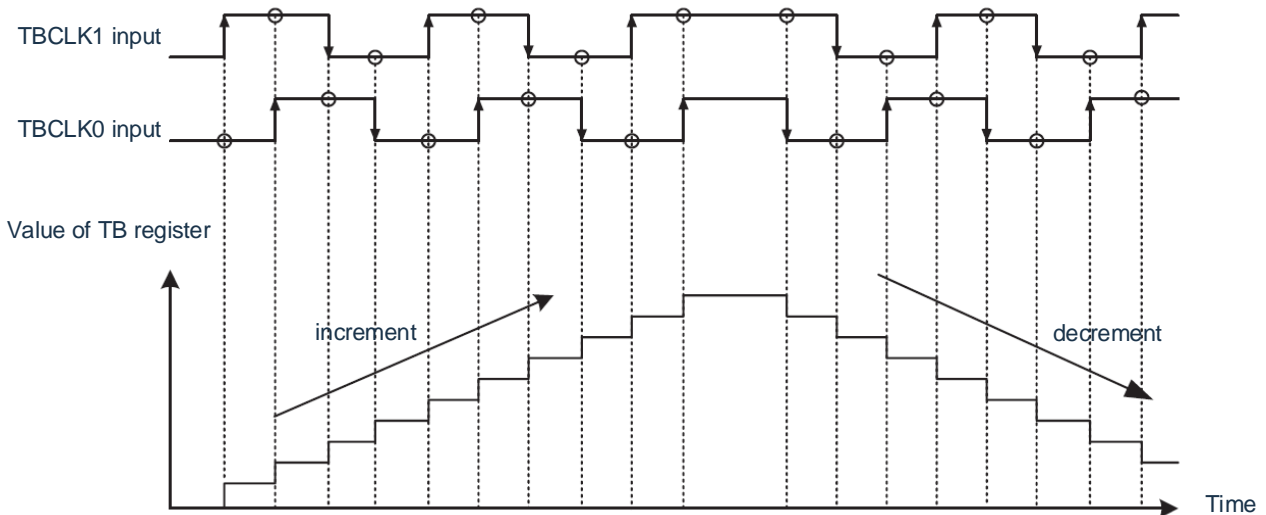 TBCLK1 input
TBCLK0 input
Value of TB register
increment
decrement
Time